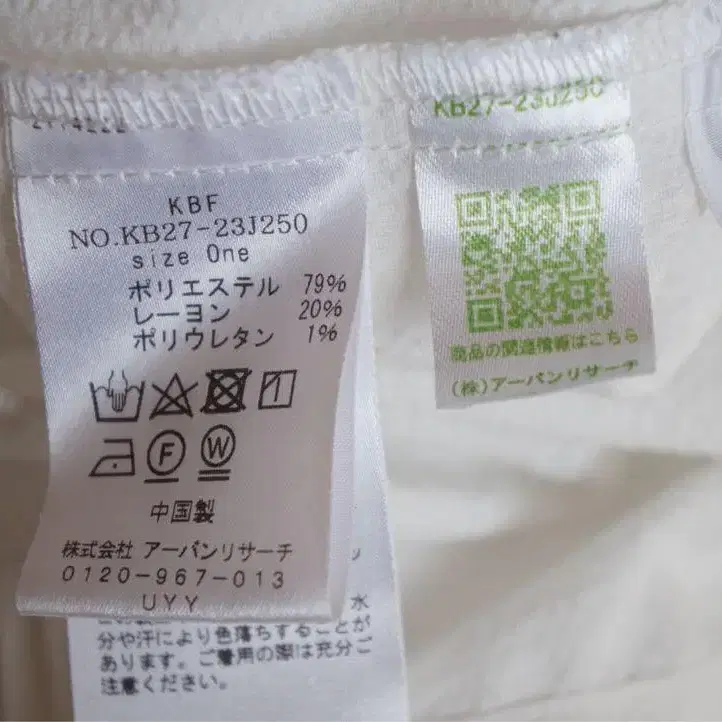 KBF
NO.KB27-23J250
size One
ポリエステル 79%
レーヨン 20%
ポリウレタン 1%
F
W
中国製
株式会社 アーバンリサーチ
0120-967-013
UYY
水
分や汗により色落ちすることが
あります。ご着用の際は充分ご
注意ください。
KB27-23J250
商品の関連情報はこちら
(株)アーバンリサーチ